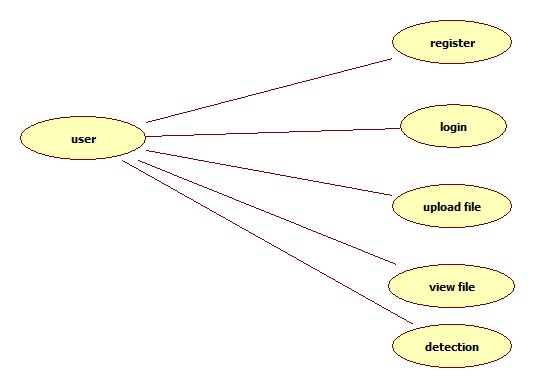 register
user
login
upload file
view file
detection